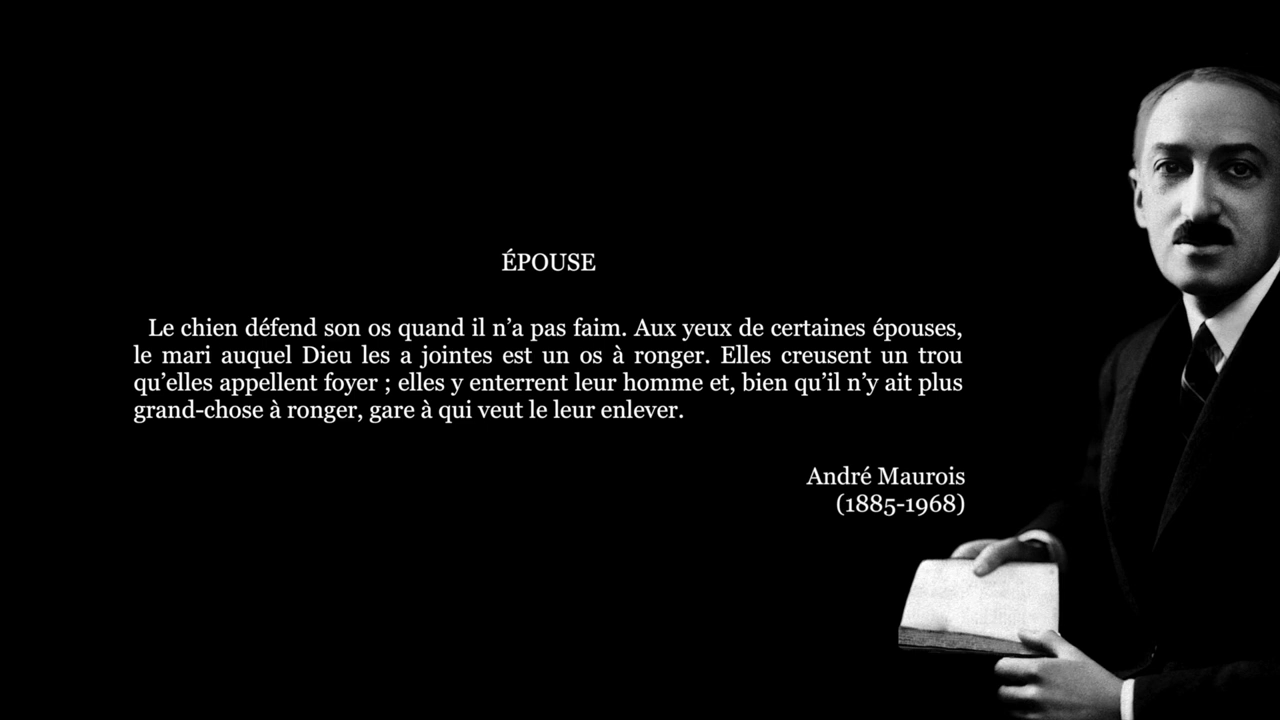 ÉPOUSE
Le chien défend son os quand il n’a pas faim. Aux yeux de certaines épouses,
le mari auquel Dieu les a jointes est un os à ronger. Elles creusent un trou
qu’elles appellent foyer ; elles y enterrent leur homme et, bien qu’il n’y ait plus
grand-chose à ronger, gare à qui veut le leur enlever.
André Maurois
(1885-1968)